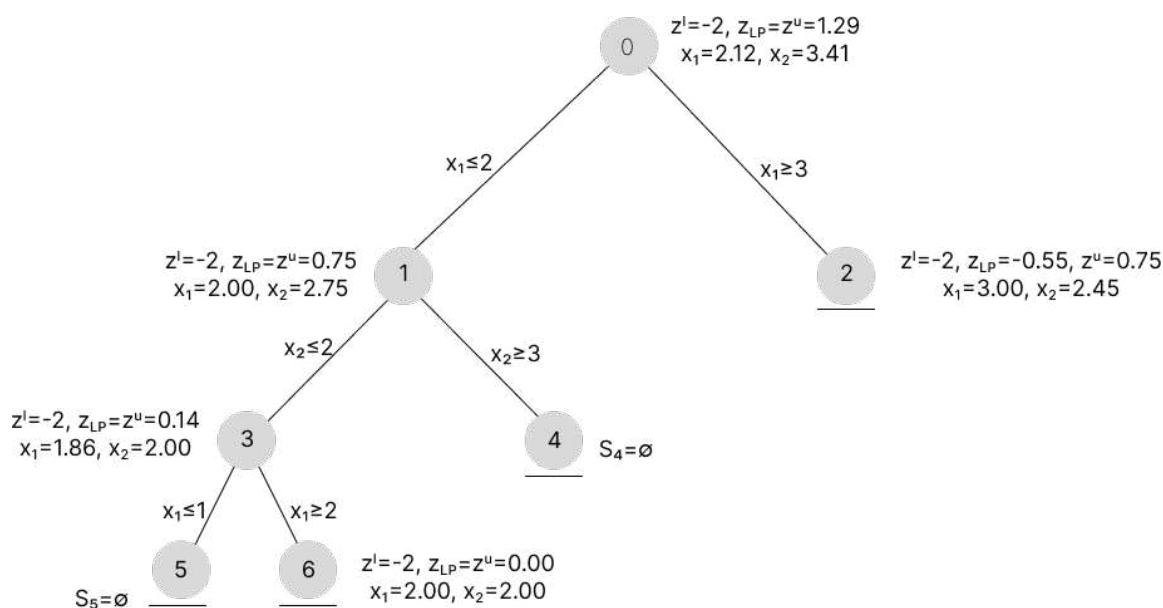 0
zˡ=-2, z_LP=zᵘ=1.29
x₁=2.12, x₂=3.41
x₁≤2
x₁≥3
zˡ=-2, z_LP=zᵘ=0.75
x₁=2.00, x₂=2.75
1
2
zˡ=-2, z_LP=-0.55, zᵘ=0.75
x₁=3.00, x₂=2.45
x₂≤2
x₂≥3
zˡ=-2, z_LP=zᵘ=0.14
x₁=1.86, x₂=2.00
3
4
S₄=∅
x₁≤1
x₁≥2
S₅=∅
5
6
zˡ=-2, z_LP=zᵘ=0.00
x₁=2.00, x₂=2.00